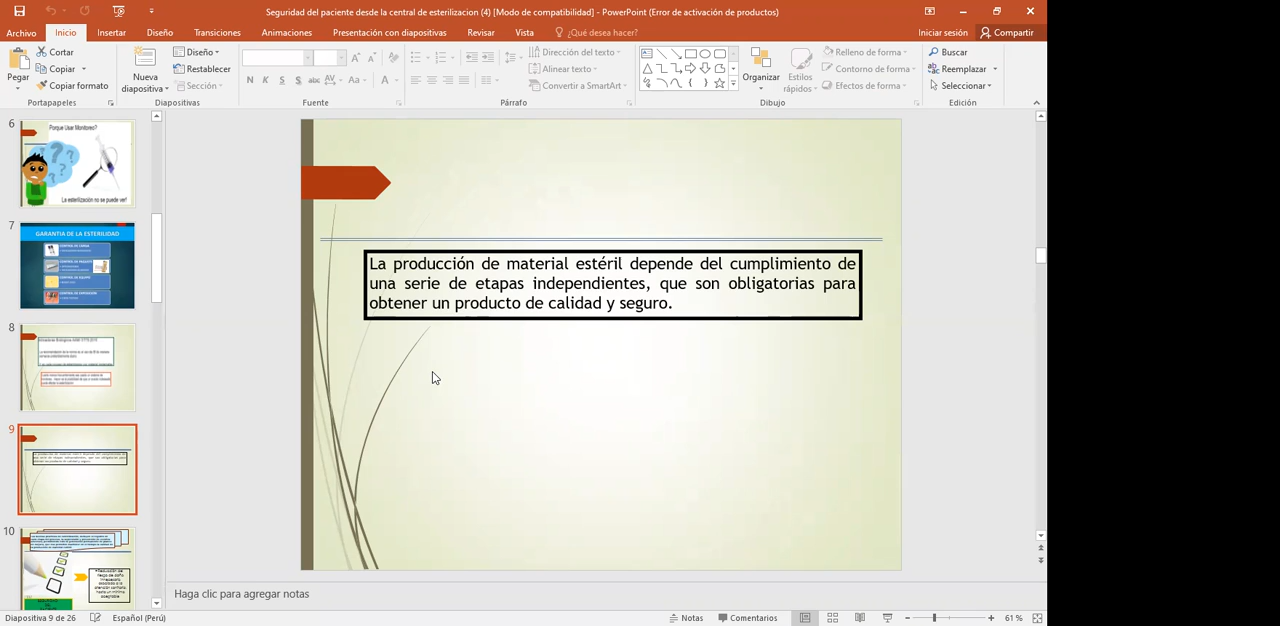 Seguridad del paciente desde la central de esterilizacion (4) [Modo de compatibilidad] - PowerPoint (Error de activación de productos)
Archivo Inicio Insertar Diseño Transiciones Animaciones Presentación con diapositivas Revisar Vista ¿Qué desea hacer? Iniciar sesión Compartir
Pegar
Cortar
Copiar
Copiar formato
Portapapeles
Nueva diapositiva
Diseño
Restablecer
Sección
Diapositivas
N K S S abc AV Aa A
Fuente
Dirección del texto
Alinear texto
Convertir a SmartArt
Párrafo
Organizar
Estilos rápidos
Relleno de forma
Contorno de forma
Efectos de forma
Dibujo
Buscar
Reemplazar
Seleccionar
Edición
6
Porque Usar Monitoreo?
La esterilización no se puede ver!
7
GARANTIA DE LA ESTERILIDAD
8
9
10
La producción de material estéril depende del cumplimiento de
una serie de etapas independientes, que son obligatorias para
obtener un producto de calidad y seguro.
Haga clic para agregar notas
Diapositiva 9 de 26 Español (Perú) Notas Comentarios 61 %